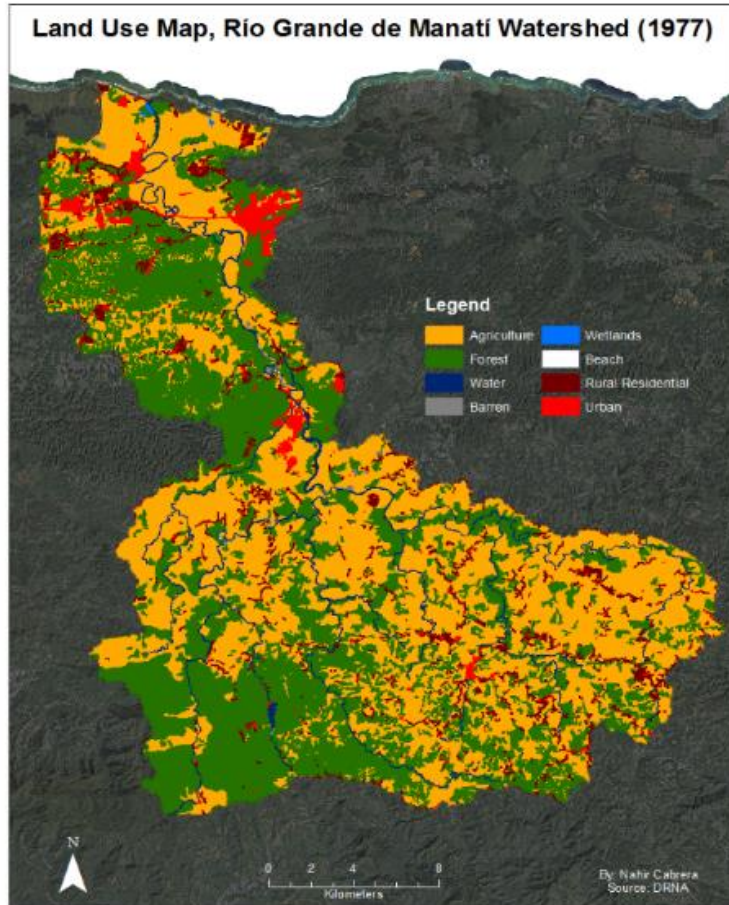 Land Use Map, Río Grande de Manatí Watershed (1977)
Legend
Agriculture
Wetlands
Forest
Beach
Water
Rural Residential
Barren
Urban
N
0 2 4 8
Kilometers
By: Nahir Cabrera
Source: DRNA